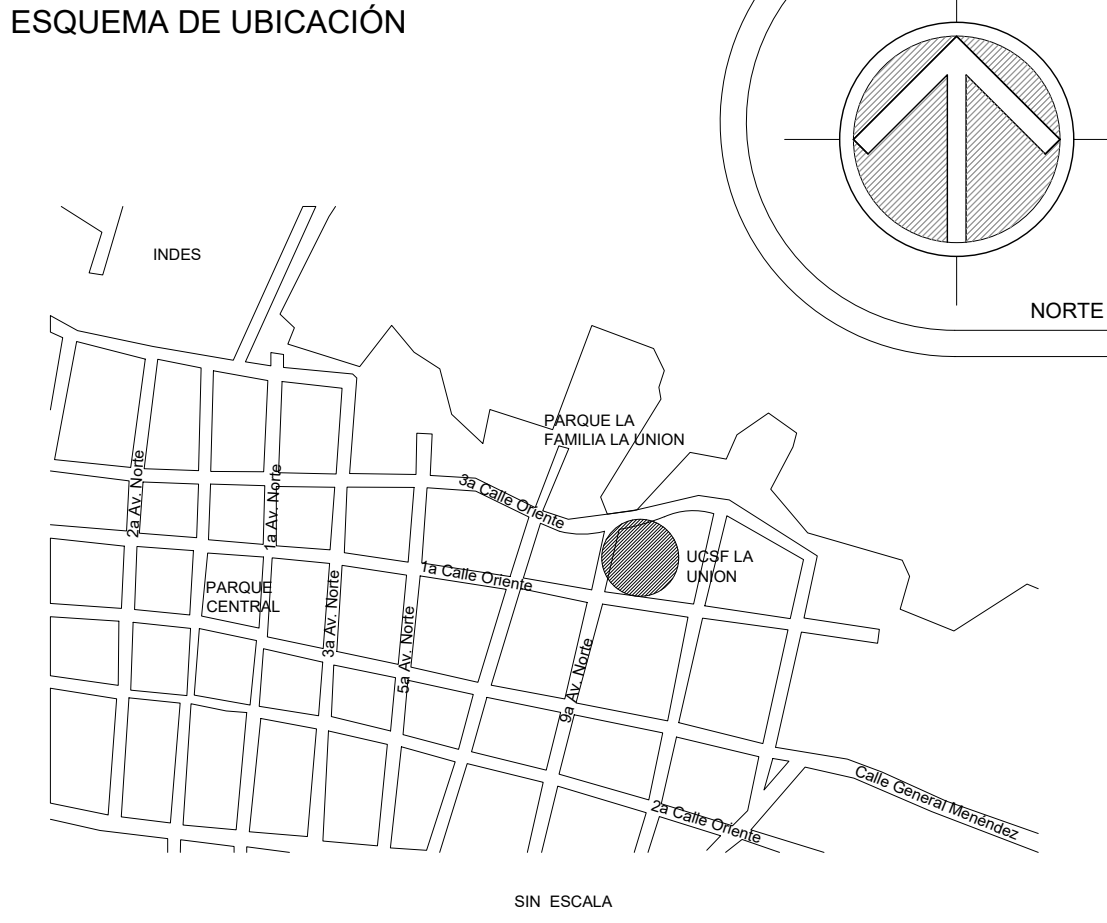 ESQUEMA DE UBICACIÓN
NORTE
INDES
PARQUE LA
FAMILIA LA UNION
3a Calle Oriente
2a Av. Norte
1a Av. Norte
UCSF LA
UNION
1a Calle Oriente
PARQUE
CENTRAL
3a Av. Norte
5a Av. Norte
9a Av. Norte
Calle General Menéndez
2a Calle Oriente
SIN ESCALA